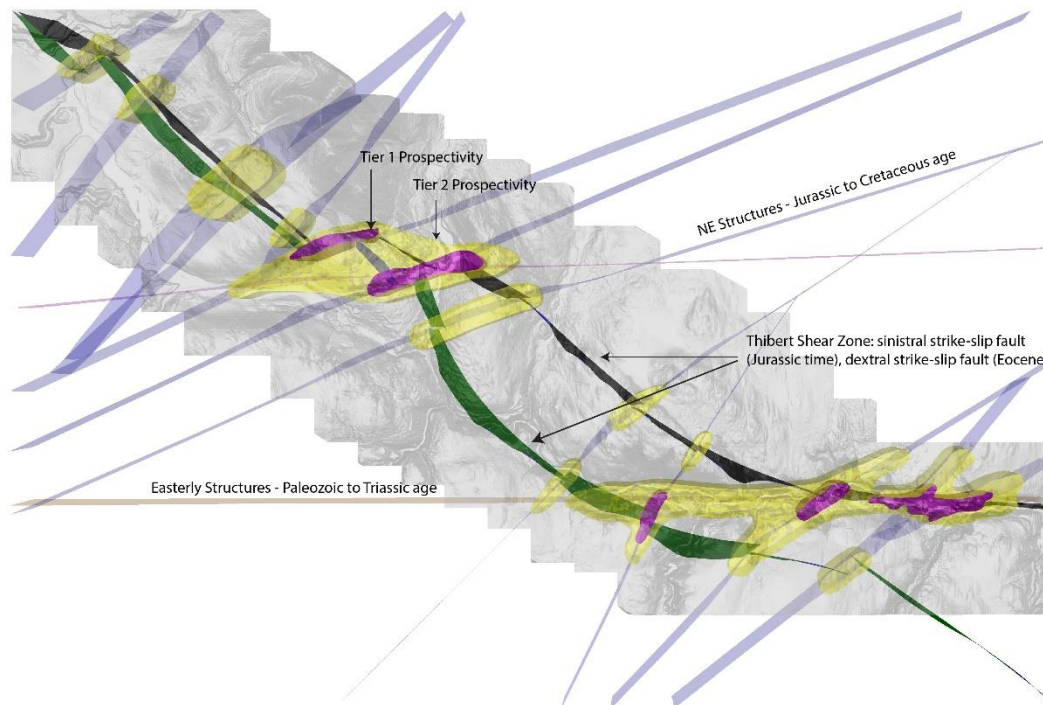 Tier 1 Prospectivity
Tier 2 Prospectivity
NE Structures - Jurassic to Cretaceous age
Thibert Shear Zone: sinistral strike-slip fault
(Jurassic time), dextral strike-slip fault (Eocene
Easterly Structures - Paleozoic to Triassic age